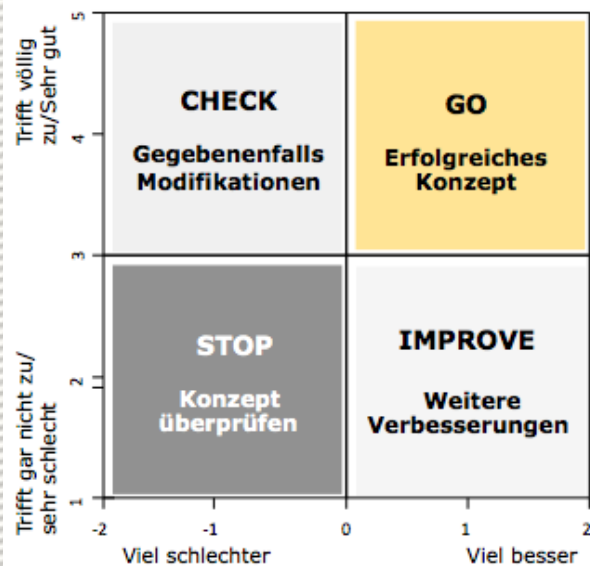 Trifft völlig
zu/Sehr gut
Trifft gar nicht zu/
sehr schlecht
5
4
3
2
1
CHECK
Gegebenenfalls
Modifikationen
GO
Erfolgreiches
Konzept
STOP
Konzept
überprüfen
IMPROVE
Weitere
Verbesserungen
-2
-1
0
1
2
Viel schlechter
Viel besser